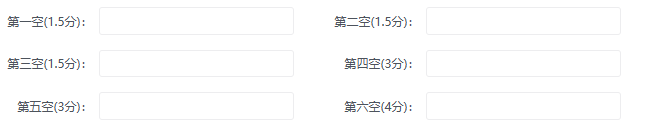 第一空(1.5分)： 第二空(1.5分)：
第三空(1.5分)： 第四空(3分)：
第五空(3分)： 第六空(4分)：